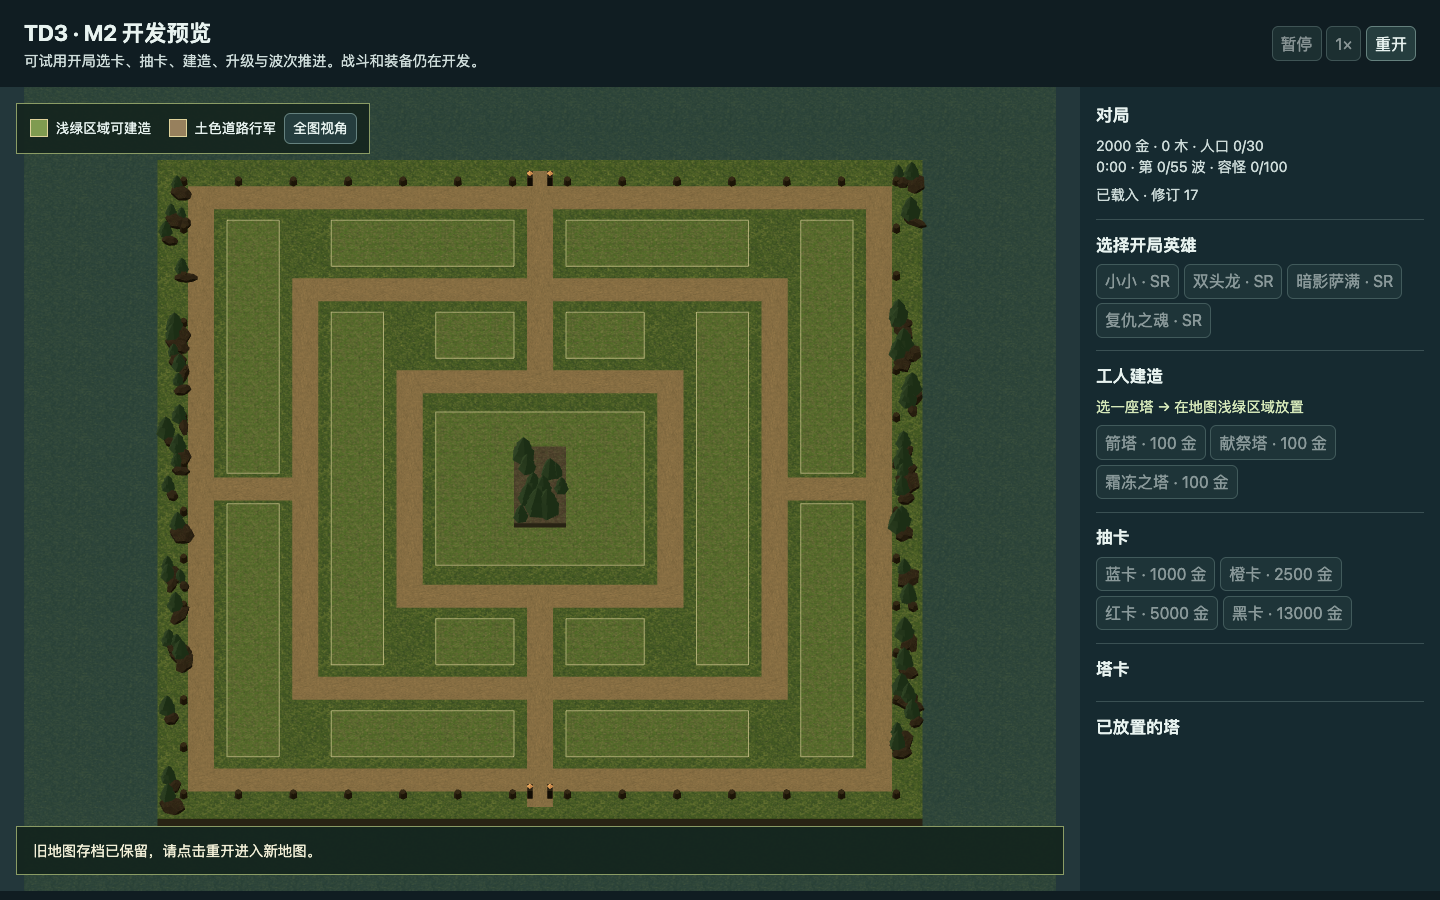 TD3 · M2 开发预览
可试用开局选卡、抽卡、建造、升级与波次推进。战斗和装备仍在开发。
暂停 1× 重开
浅绿区域可建造 土色道路行军 全图视角
对局
2000 金 · 0 木 · 人口 0/30
0:00 · 第 0/55 波 · 容怪 0/100
已载入 · 修订 17
选择开局英雄
小小 · SR 双头龙 · SR 暗影萨满 · SR
复仇之魂 · SR
工人建造
选一座塔 → 在地图浅绿区域放置
箭塔 · 100 金 献祭塔 · 100 金
霜冻之塔 · 100 金
抽卡
蓝卡 · 1000 金 橙卡 · 2500 金
红卡 · 5000 金 黑卡 · 13000 金
塔卡
已放置的塔
旧地图存档已保留，请点击重开进入新地图。